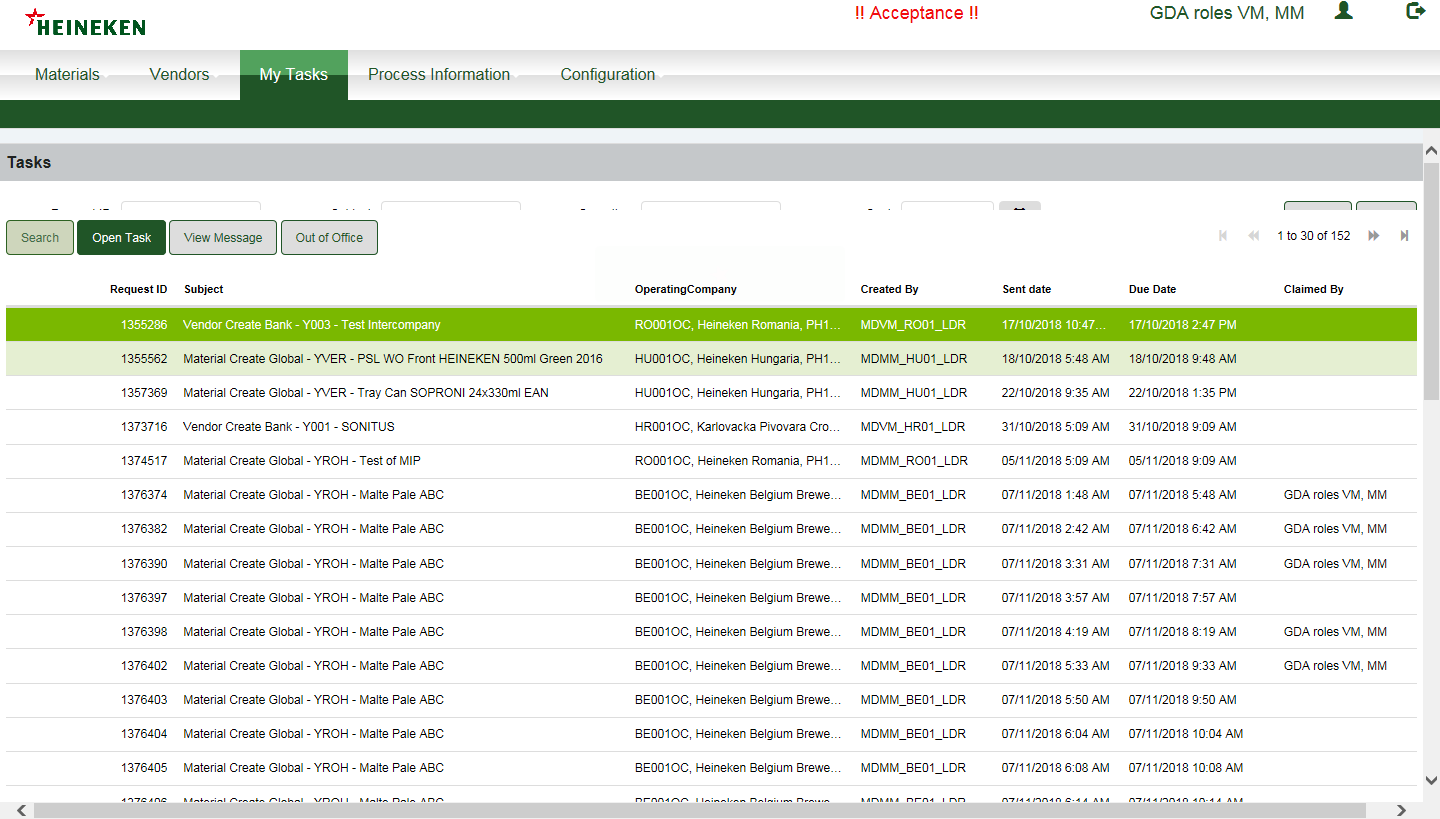 HEINEKEN
!! Acceptance !!
GDA roles VM, MM
Materials Vendors My Tasks Process Information Configuration
Tasks
Search Open Task View Message Out of Office 1 to 30 of 152
Request ID Subject OperatingCompany Created By Sent date Due Date Claimed By
1355286 Vendor Create Bank - Y003 - Test Intercompany RO001OC, Heineken Romania, PH1... MDVM_RO01_LDR 17/10/2018 10:47... 17/10/2018 2:47 PM
1355562 Material Create Global - YVER - PSL WO Front HEINEKEN 500ml Green 2016 HU001OC, Heineken Hungaria, PH1... MDMM_HU01_LDR 18/10/2018 5:48 AM 18/10/2018 9:48 AM
1357369 Material Create Global - YVER - Tray Can SOPRONI 24x330ml EAN HU001OC, Heineken Hungaria, PH1... MDMM_HU01_LDR 22/10/2018 9:35 AM 22/10/2018 1:35 PM
1373716 Vendor Create Bank - Y001 - SONITUS HR001OC, Karlovacka Pivovara Cro... MDVM_HR01_LDR 31/10/2018 5:09 AM 31/10/2018 9:09 AM
1374517 Material Create Global - YROH - Test of MIP RO001OC, Heineken Romania, PH1... MDMM_RO01_LDR 05/11/2018 5:09 AM 05/11/2018 9:09 AM
1376374 Material Create Global - YROH - Malte Pale ABC BE001OC, Heineken Belgium Brewe... MDMM_BE01_LDR 07/11/2018 1:48 AM 07/11/2018 5:48 AM GDA roles VM, MM
1376382 Material Create Global - YROH - Malte Pale ABC BE001OC, Heineken Belgium Brewe... MDMM_BE01_LDR 07/11/2018 2:42 AM 07/11/2018 6:42 AM GDA roles VM, MM
1376390 Material Create Global - YROH - Malte Pale ABC BE001OC, Heineken Belgium Brewe... MDMM_BE01_LDR 07/11/2018 3:31 AM 07/11/2018 7:31 AM GDA roles VM, MM
1376397 Material Create Global - YROH - Malte Pale ABC BE001OC, Heineken Belgium Brewe... MDMM_BE01_LDR 07/11/2018 3:57 AM 07/11/2018 7:57 AM
1376398 Material Create Global - YROH - Malte Pale ABC BE001OC, Heineken Belgium Brewe... MDMM_BE01_LDR 07/11/2018 4:19 AM 07/11/2018 8:19 AM GDA roles VM, MM
1376402 Material Create Global - YROH - Malte Pale ABC BE001OC, Heineken Belgium Brewe... MDMM_BE01_LDR 07/11/2018 5:33 AM 07/11/2018 9:33 AM GDA roles VM, MM
1376403 Material Create Global - YROH - Malte Pale ABC BE001OC, Heineken Belgium Brewe... MDMM_BE01_LDR 07/11/2018 5:50 AM 07/11/2018 9:50 AM
1376404 Material Create Global - YROH - Malte Pale ABC BE001OC, Heineken Belgium Brewe... MDMM_BE01_LDR 07/11/2018 6:04 AM 07/11/2018 10:04 AM
1376405 Material Create Global - YROH - Malte Pale ABC BE001OC, Heineken Belgium Brewe... MDMM_BE01_LDR 07/11/2018 6:08 AM 07/11/2018 10:08 AM